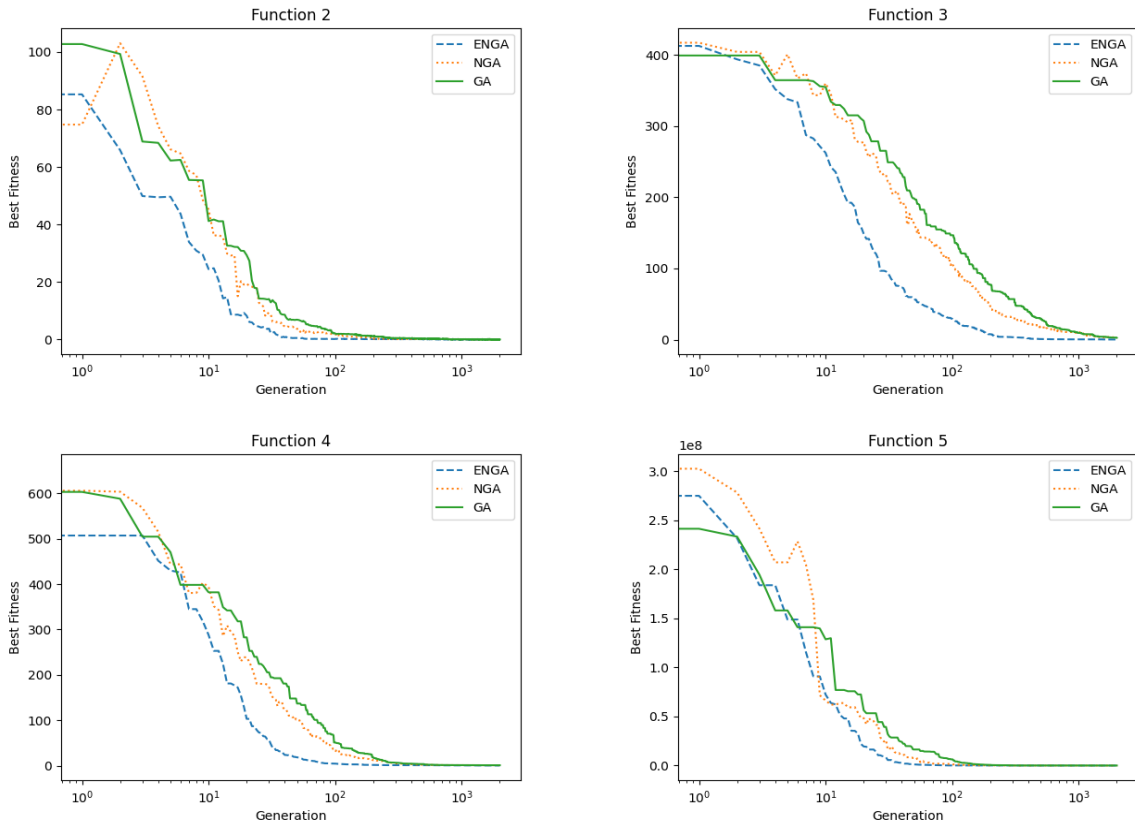 Function 2
100
80
60
40
20
0
Best Fitness
ENGA
NGA
GA
10⁰
10¹
10²
10³
Generation
Function 3
400
300
200
100
0
Best Fitness
ENGA
NGA
GA
10⁰
10¹
10²
10³
Generation
Function 4
600
500
400
300
200
100
0
Best Fitness
ENGA
NGA
GA
10⁰
10¹
10²
10³
Generation
Function 5
1e8
3.0
2.5
2.0
1.5
1.0
0.5
0.0
Best Fitness
ENGA
NGA
GA
10⁰
10¹
10²
10³
Generation